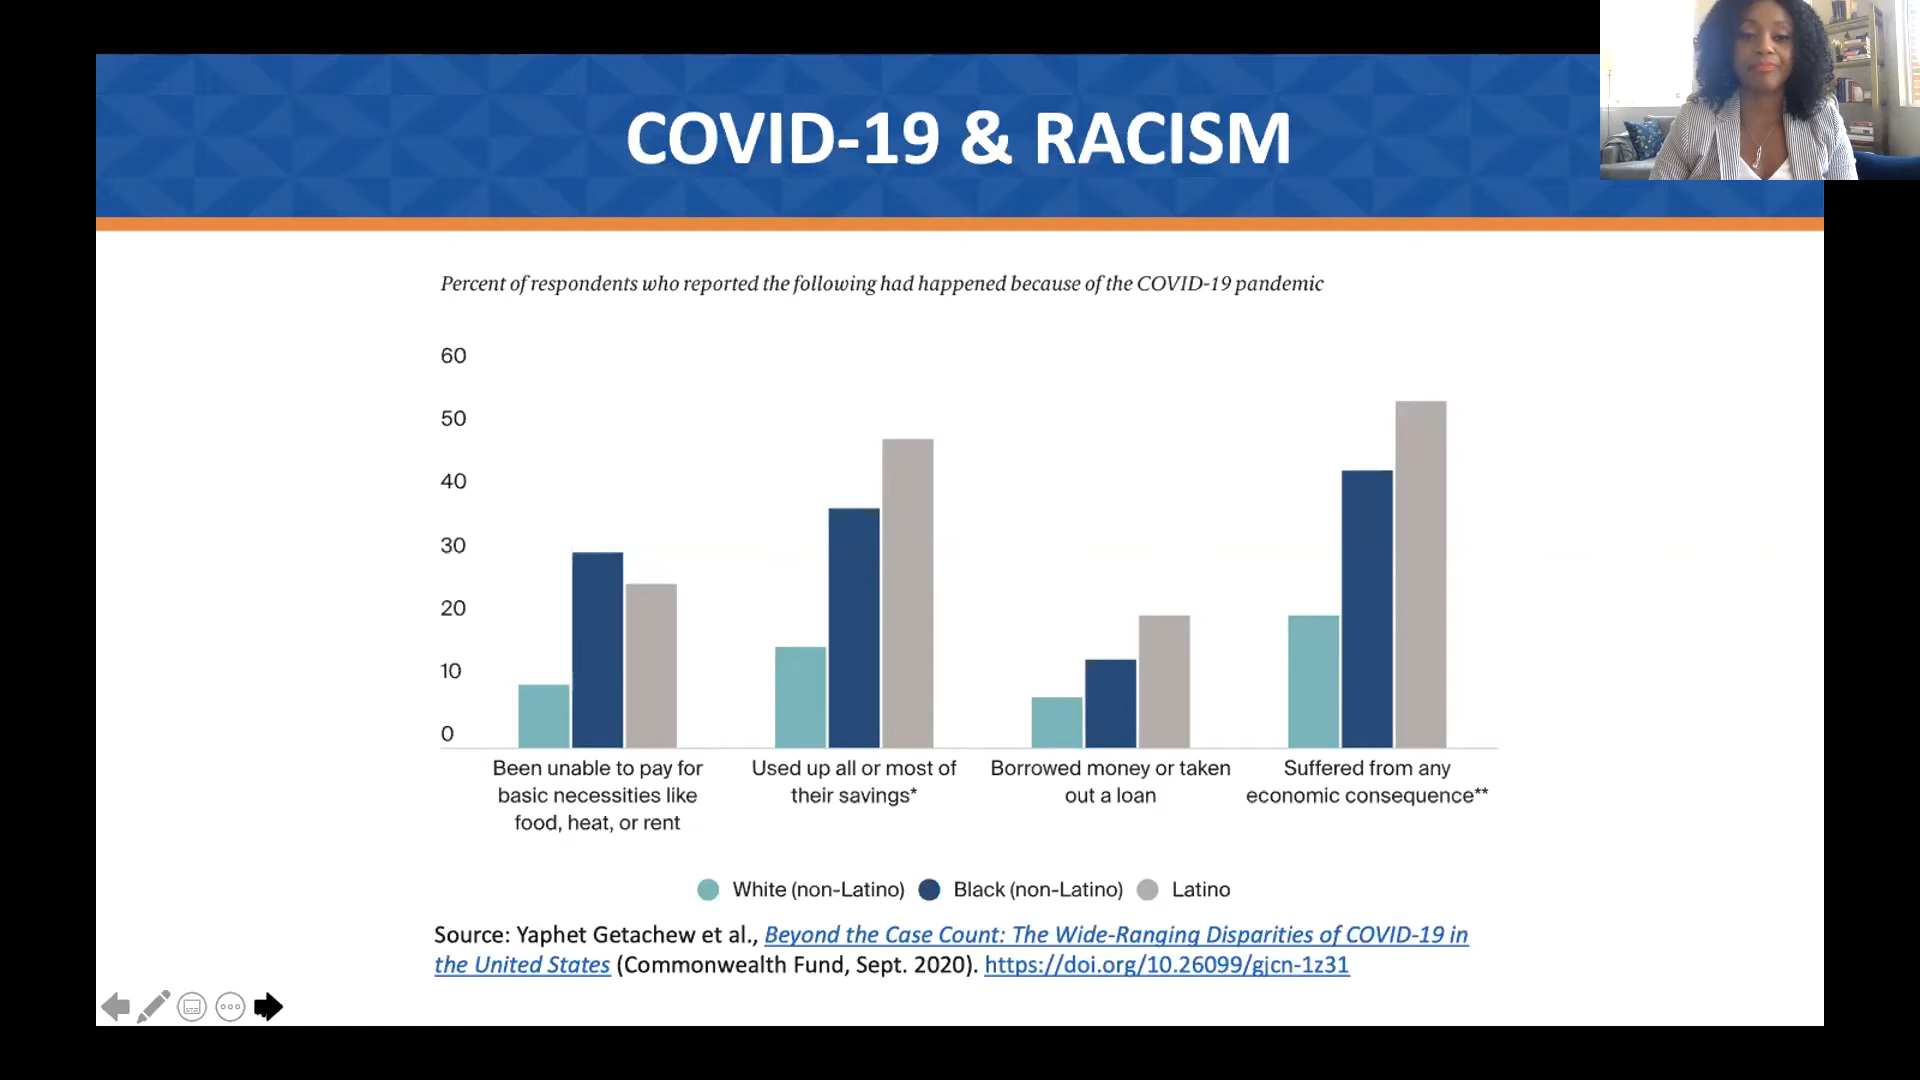 COVID-19 & RACISM
Percent of respondents who reported the following had happened because of the COVID-19 pandemic
60
50
40
30
20
10
0
Been unable to pay for
basic necessities like
food, heat, or rent
Used up all or most of
their savings*
Borrowed money or taken
out a loan
Suffered from any
economic consequence**
White (non-Latino) Black (non-Latino) Latino
Source: Yaphet Getachew et al., Beyond the Case Count: The Wide-Ranging Disparities of COVID-19 in
the United States (Commonwealth Fund, Sept. 2020). https://doi.org/10.26099/gjcn-1z31